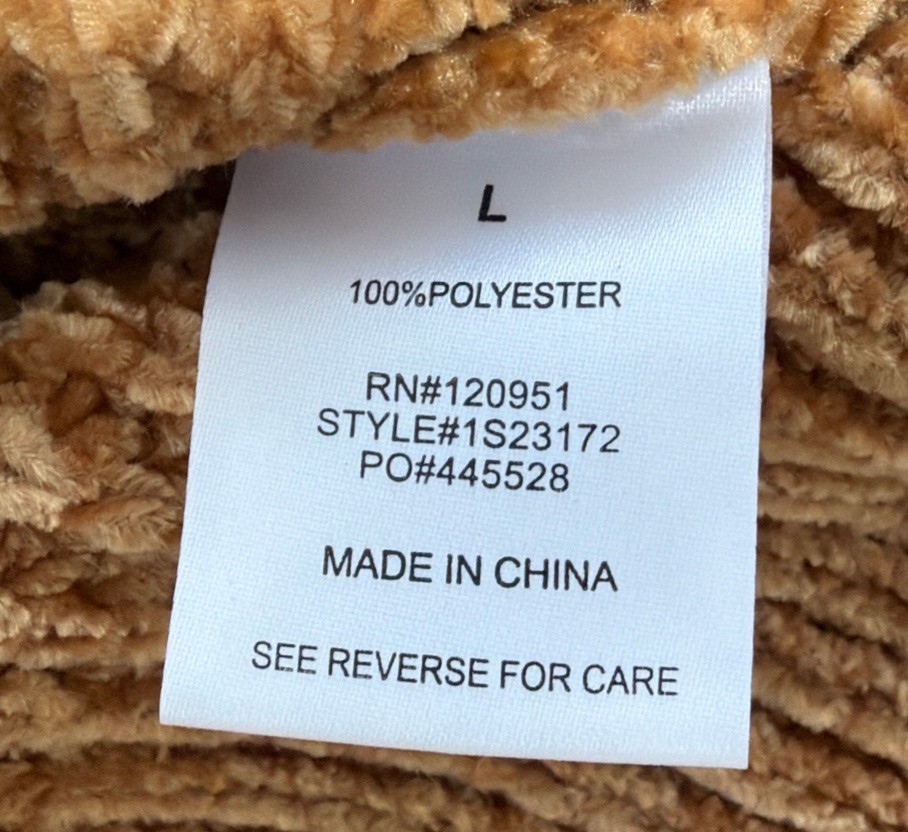 L
100%POLYESTER
RN#120951
STYLE#1S23172
PO#445528
MADE IN CHINA
SEE REVERSE FOR CARE